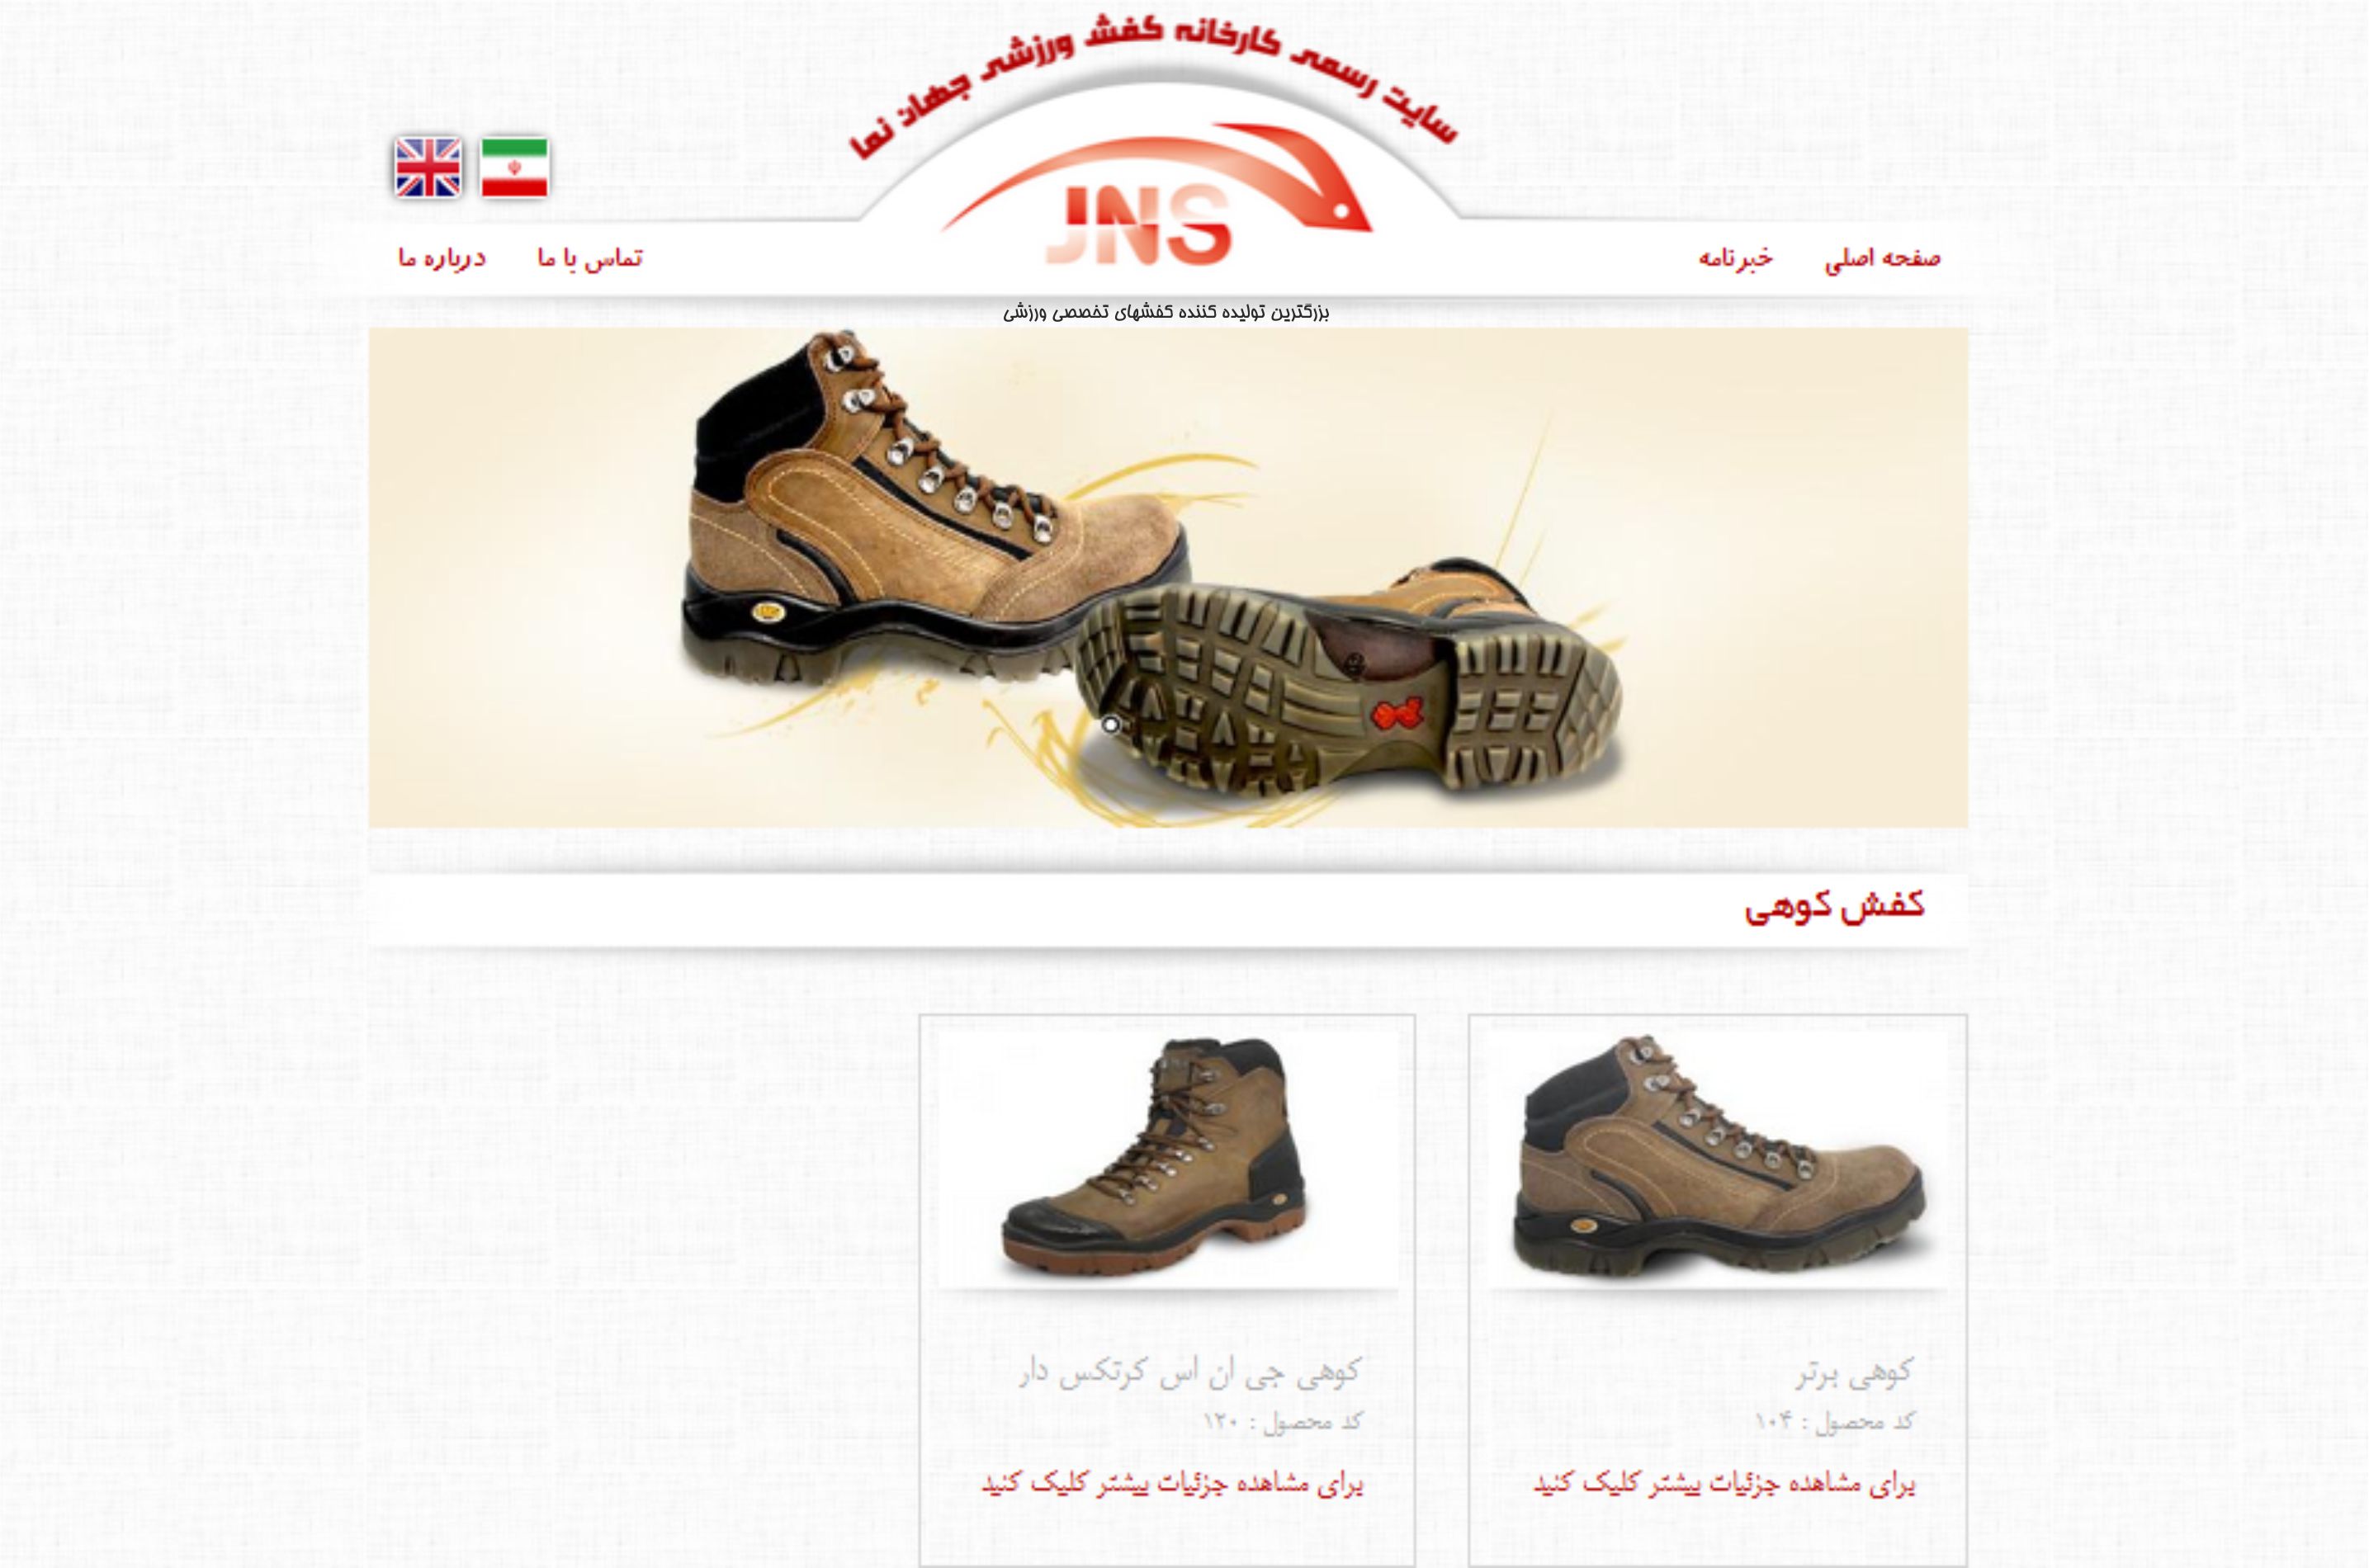 سایت رسمی کارخانه کفش ورزشی جهان نما
JNS
صفحه اصلی
خبرنامه
تماس با ما
درباره ما
بزرگترین تولیده کننده کفشهای تخصصی ورزشی
کفش کوهی
کوهی برتر
کد محصول : ۱۰۴
برای مشاهده جزئیات بیشتر کلیک کنید
کوهی جی ان اس کرتکس دار
کد محصول : ۱۲۰
برای مشاهده جزئیات بیشتر کلیک کنید